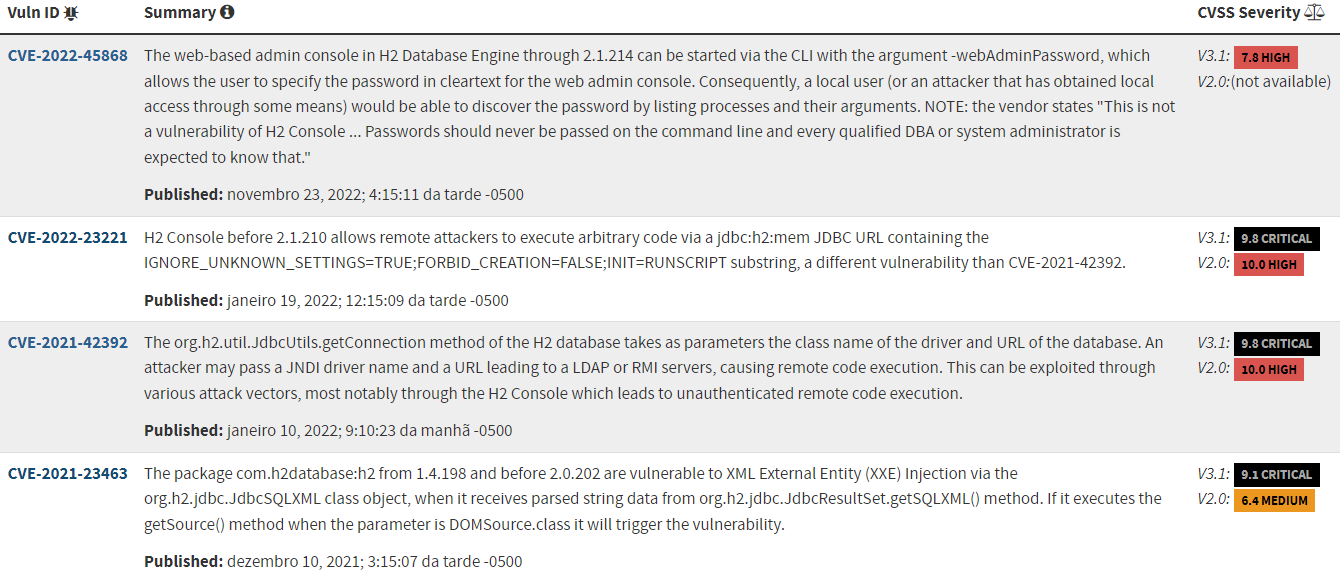 Vuln ID Summary CVSS Severity
CVE-2022-45868 The web-based admin console in H2 Database Engine through 2.1.214 can be started via the CLI with the argument -webAdminPassword, which V3.1: 7.8 HIGH
allows the user to specify the password in cleartext for the web admin console. Consequently, a local user (or an attacker that has obtained local V2.0:(not available)
access through some means) would be able to discover the password by listing processes and their arguments. NOTE: the vendor states "This is not
a vulnerability of H2 Console ... Passwords should never be passed on the command line and every qualified DBA or system administrator is
expected to know that."
Published: novembro 23, 2022; 4:15:11 da tarde -0500
CVE-2022-23221 H2 Console before 2.1.210 allows remote attackers to execute arbitrary code via a jdbc:h2:mem JDBC URL containing the V3.1: 9.8 CRITICAL
IGNORE_UNKNOWN_SETTINGS=TRUE;FORBID_CREATION=FALSE;INIT=RUNSCRIPT substring, a different vulnerability than CVE-2021-42392. V2.0: 10.0 HIGH
Published: janeiro 19, 2022; 12:15:09 da tarde -0500
CVE-2021-42392 The org.h2.util.JdbcUtils.getConnection method of the H2 database takes as parameters the class name of the driver and URL of the database. An V3.1: 9.8 CRITICAL
attacker may pass a JNDI driver name and a URL leading to a LDAP or RMI servers, causing remote code execution. This can be exploited through V2.0: 10.0 HIGH
various attack vectors, most notably through the H2 Console which leads to unauthenticated remote code execution.
Published: janeiro 10, 2022; 9:10:23 da manhã -0500
CVE-2021-23463 The package com.h2database:h2 from 1.4.198 and before 2.0.202 are vulnerable to XML External Entity (XXE) Injection via the V3.1: 9.1 CRITICAL
org.h2.jdbc.JdbcSQLXML class object, when it receives parsed string data from org.h2.jdbc.JdbcResultSet.getSQLXML() method. If it executes the V2.0: 6.4 MEDIUM
getSource() method when the parameter is DOMSource.class it will trigger the vulnerability.
Published: dezembro 10, 2021; 3:15:07 da tarde -0500